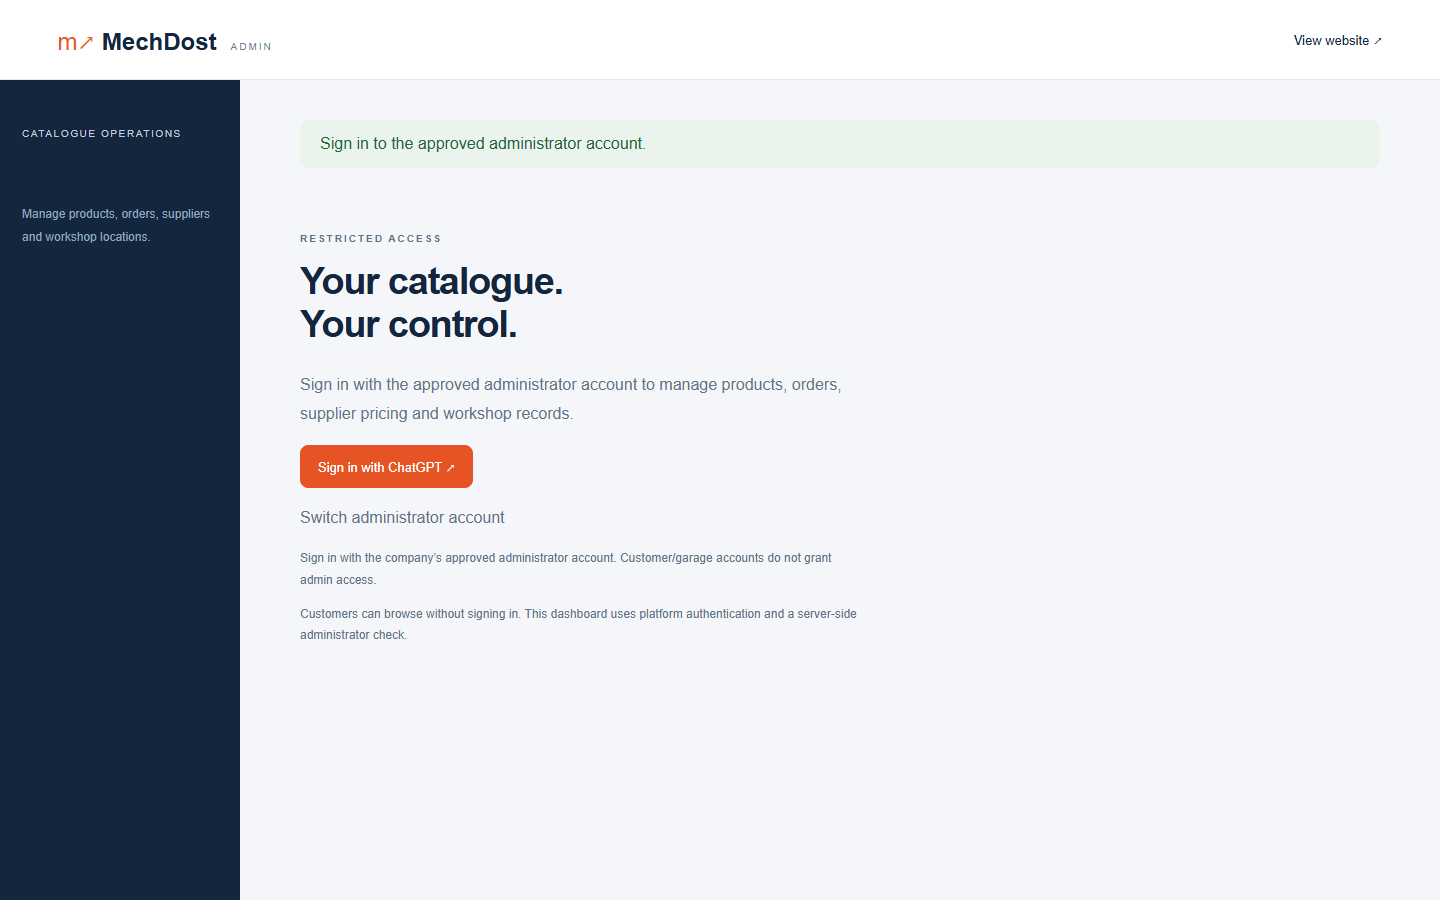 m↗ MechDost ADMIN
View website ↗
CATALOGUE OPERATIONS
Manage products, orders, suppliers
and workshop locations.
Sign in to the approved administrator account.
RESTRICTED ACCESS
Your catalogue.
Your control.
Sign in with the approved administrator account to manage products, orders,
supplier pricing and workshop records.
Sign in with ChatGPT ↗
Switch administrator account
Sign in with the company's approved administrator account. Customer/garage accounts do not grant
admin access.
Customers can browse without signing in. This dashboard uses platform authentication and a server-side
administrator check.